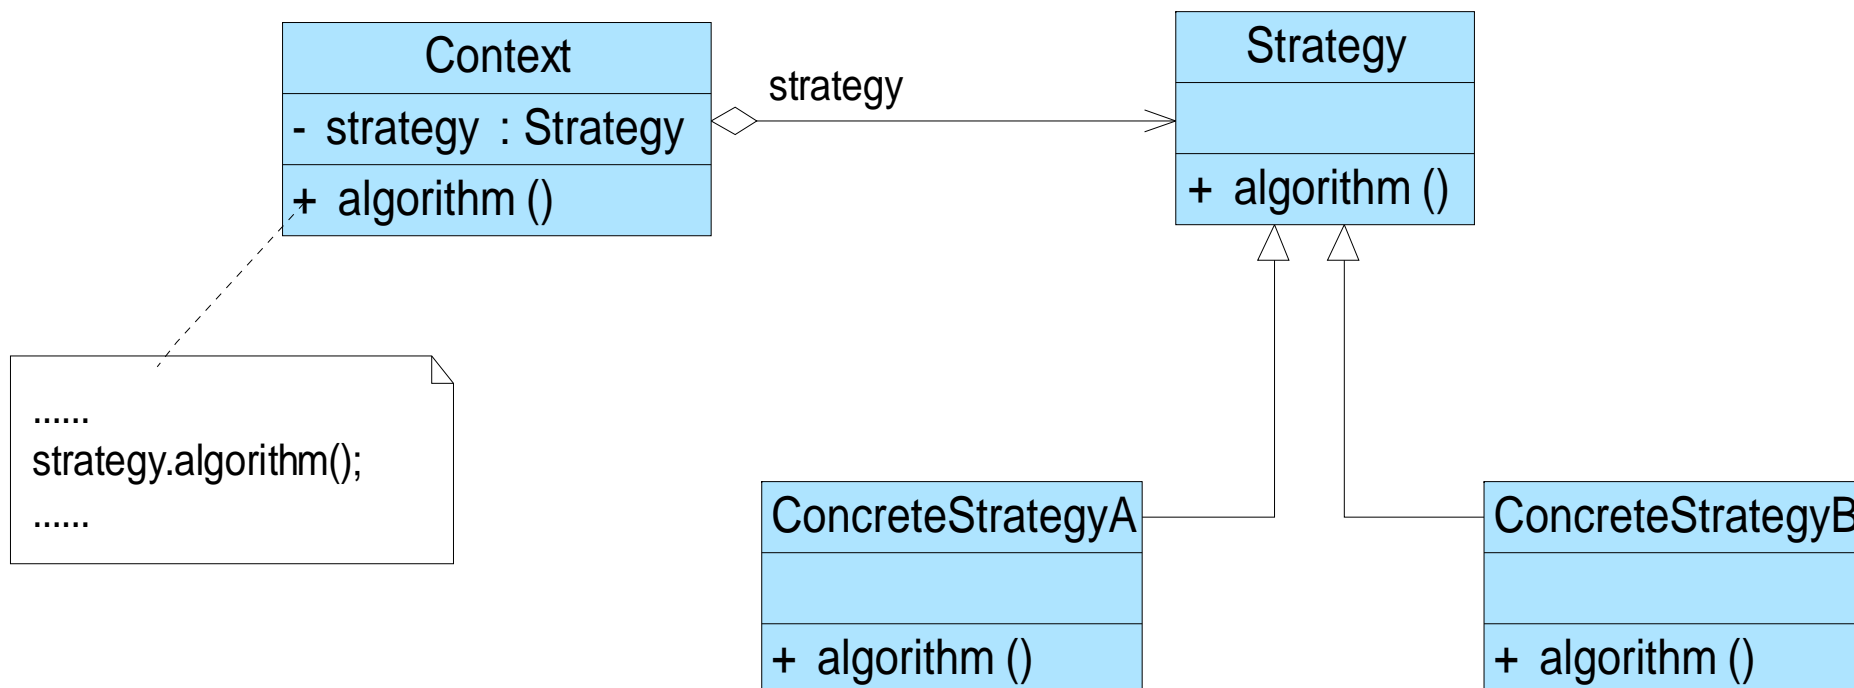 Context
- strategy : Strategy
+ algorithm ()
strategy
Strategy
+ algorithm ()
......
strategy.algorithm();
......
ConcreteStrategyA
+ algorithm ()
ConcreteStrategyB
+ algorithm ()